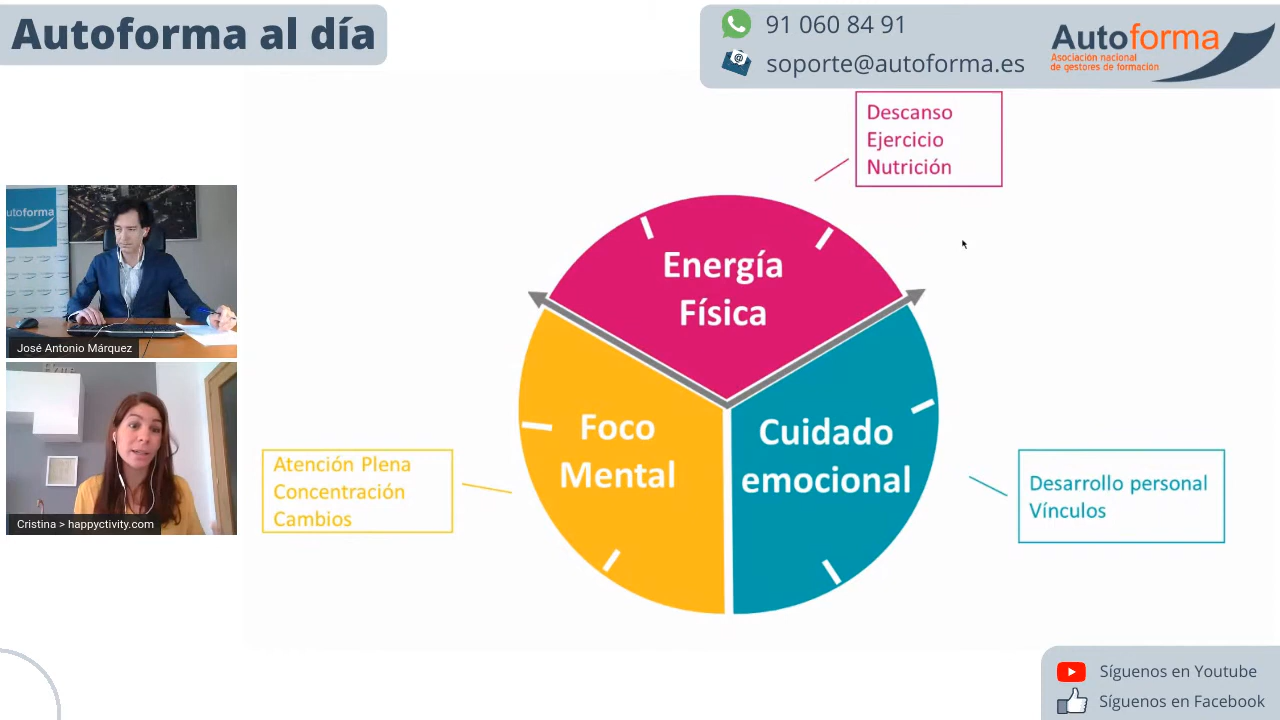 Autoforma al día
91 060 84 91
soporte@autoforma.es
Autoforma
Asociación nacional
de gestores de formación
Descanso
Ejercicio
Nutrición
Energía
Física
autoforma
José Antonio Márquez
Foco
Mental
Cuidado
emocional
Atención Plena
Concentración
Cambios
Desarrollo personal
Vínculos
Cristina > happyctivity.com
Síguenos en Youtube
Síguenos en Facebook